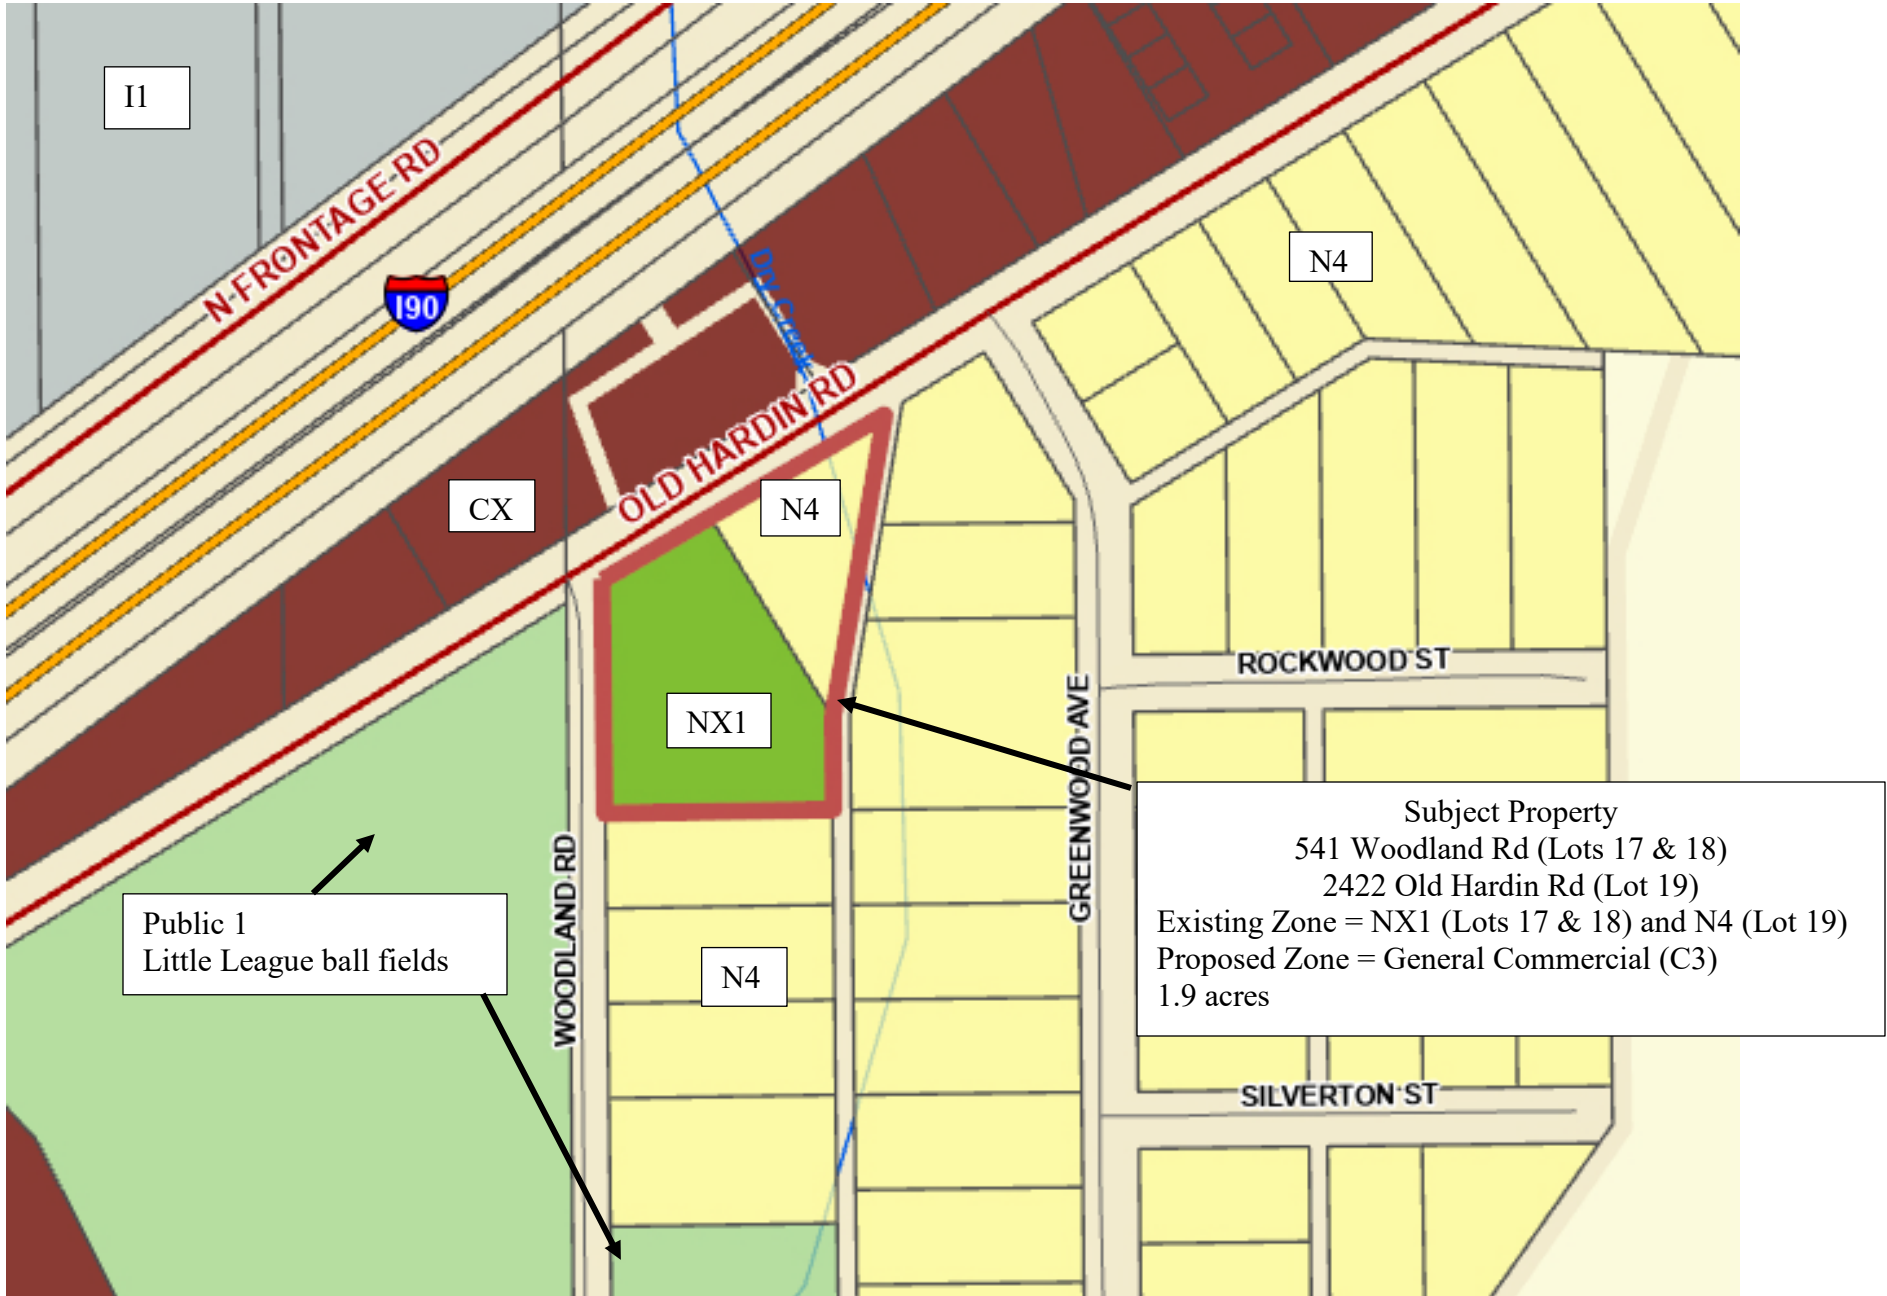 I1
N FRONTAGE RD
I90
Dry Creek
N4
OLD HARDIN RD
CX
N4
ROCKWOOD ST
NX1
GREENWOOD AVE
Subject Property
541 Woodland Rd (Lots 17 & 18)
2422 Old Hardin Rd (Lot 19)
Existing Zone = NX1 (Lots 17 & 18) and N4 (Lot 19)
Proposed Zone = General Commercial (C3)
1.9 acres
WOODLAND RD
Public 1
Little League ball fields
N4
SILVERTON ST